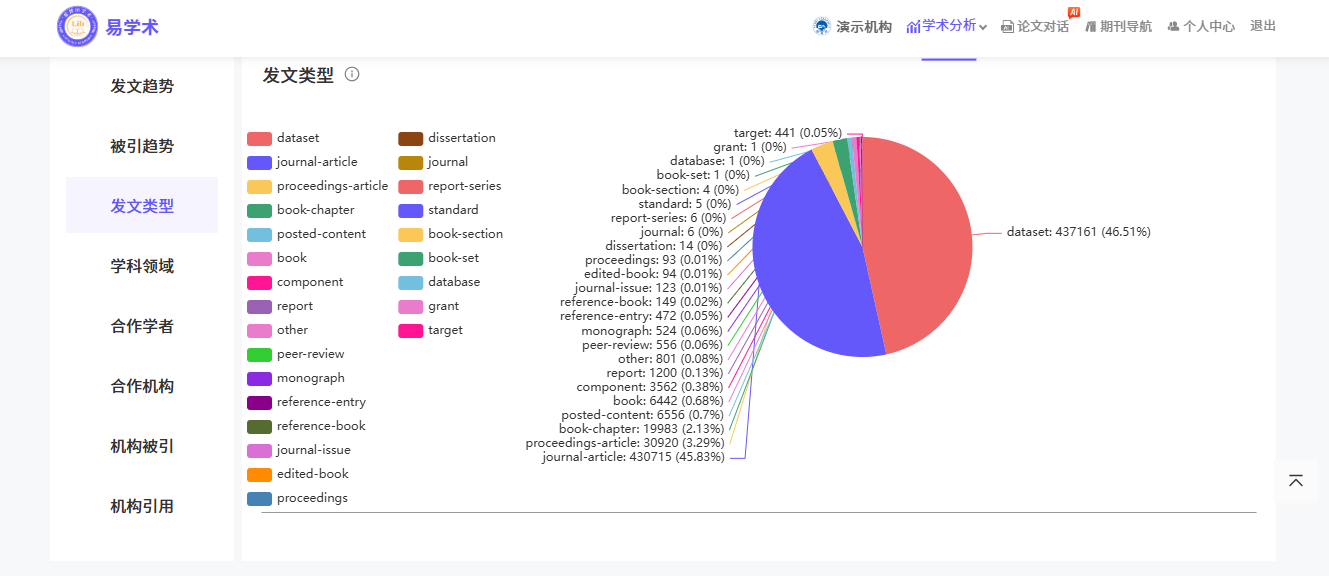 易学术
演示机构
学术分析
论文对话
AI
期刊导航
个人中心
退出
发文趋势
被引趋势
发文类型
学科领域
合作学者
合作机构
机构被引
机构引用
发文类型
dataset
journal-article
proceedings-article
book-chapter
posted-content
book
component
report
other
peer-review
monograph
reference-entry
reference-book
journal-issue
edited-book
proceedings
dissertation
journal
report-series
standard
book-section
book-set
database
grant
target
target: 441 (0.05%)
grant: 1 (0%)
database: 1 (0%)
book-set: 1 (0%)
book-section: 4 (0%)
standard: 5 (0%)
report-series: 6 (0%)
journal: 6 (0%)
dissertation: 14 (0%)
proceedings: 93 (0.01%)
edited-book: 94 (0.01%)
journal-issue: 123 (0.01%)
reference-book: 149 (0.02%)
reference-entry: 472 (0.05%)
monograph: 524 (0.06%)
peer-review: 556 (0.06%)
other: 801 (0.08%)
report: 1200 (0.13%)
component: 3562 (0.38%)
book: 6442 (0.68%)
posted-content: 6556 (0.7%)
book-chapter: 19983 (2.13%)
proceedings-article: 30920 (3.29%)
journal-article: 430715 (45.83%)
dataset: 437161 (46.51%)